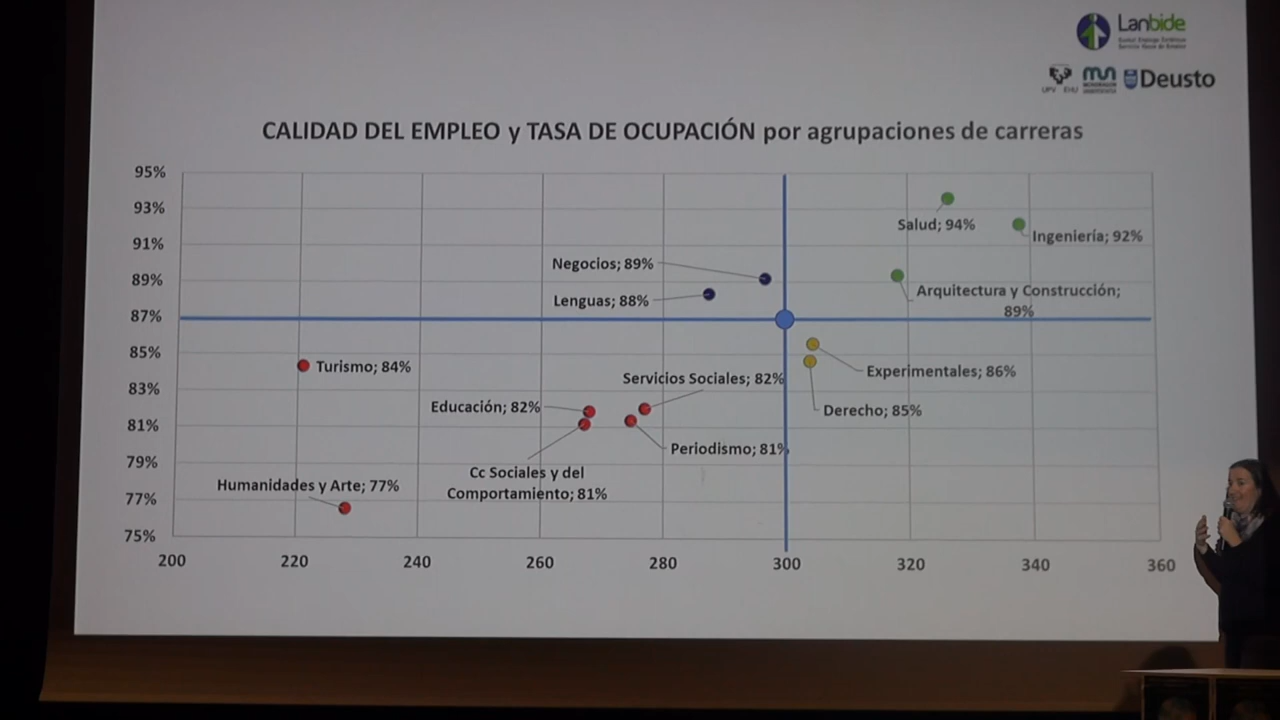 Lanbide
UPV EHU
Deusto
CALIDAD DEL EMPLEO y TASA DE OCUPACIÓN por agrupaciones de carreras
95%
93%
91%
89%
87%
85%
83%
81%
79%
77%
75%
Salud; 94%
Ingeniería; 92%
Negocios; 89%
Lenguas; 88%
Arquitectura y Construcción;
89%
Turismo; 84%
Experimentales; 86%
Servicios Sociales; 82%
Educación; 82%
Derecho; 85%
Periodismo; 81%
Cc Sociales y del
Comportamiento; 81%
Humanidades y Arte; 77%
200 220 240 260 280 300 320 340 360